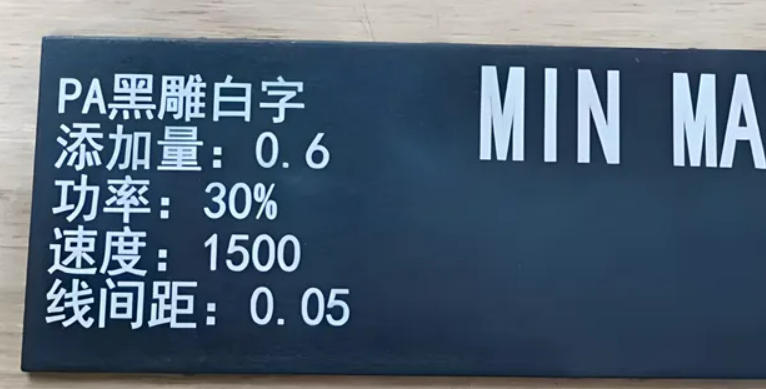 PA黑雕白字
添加量：0.6
功率：30%
速度：1500
线间距：0.05
MIN MA